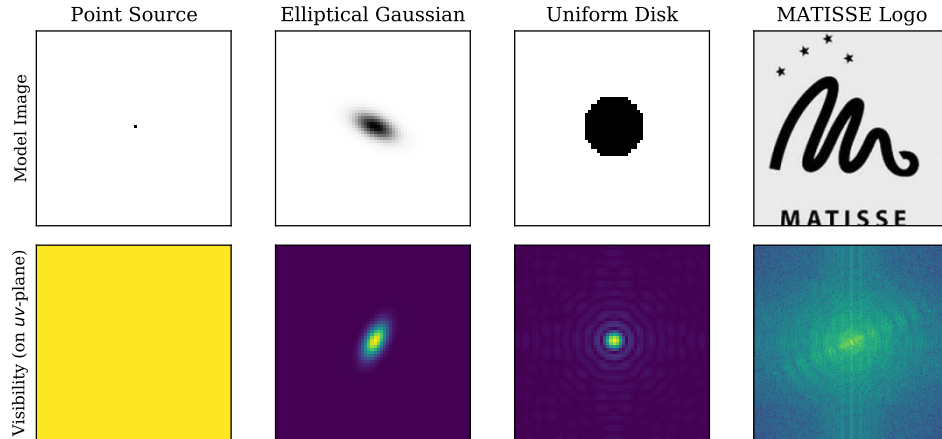 Point Source
Elliptical Gaussian
Uniform Disk
MATISSE Logo
Model Image
MATISSE
Visibility (on uv-plane)